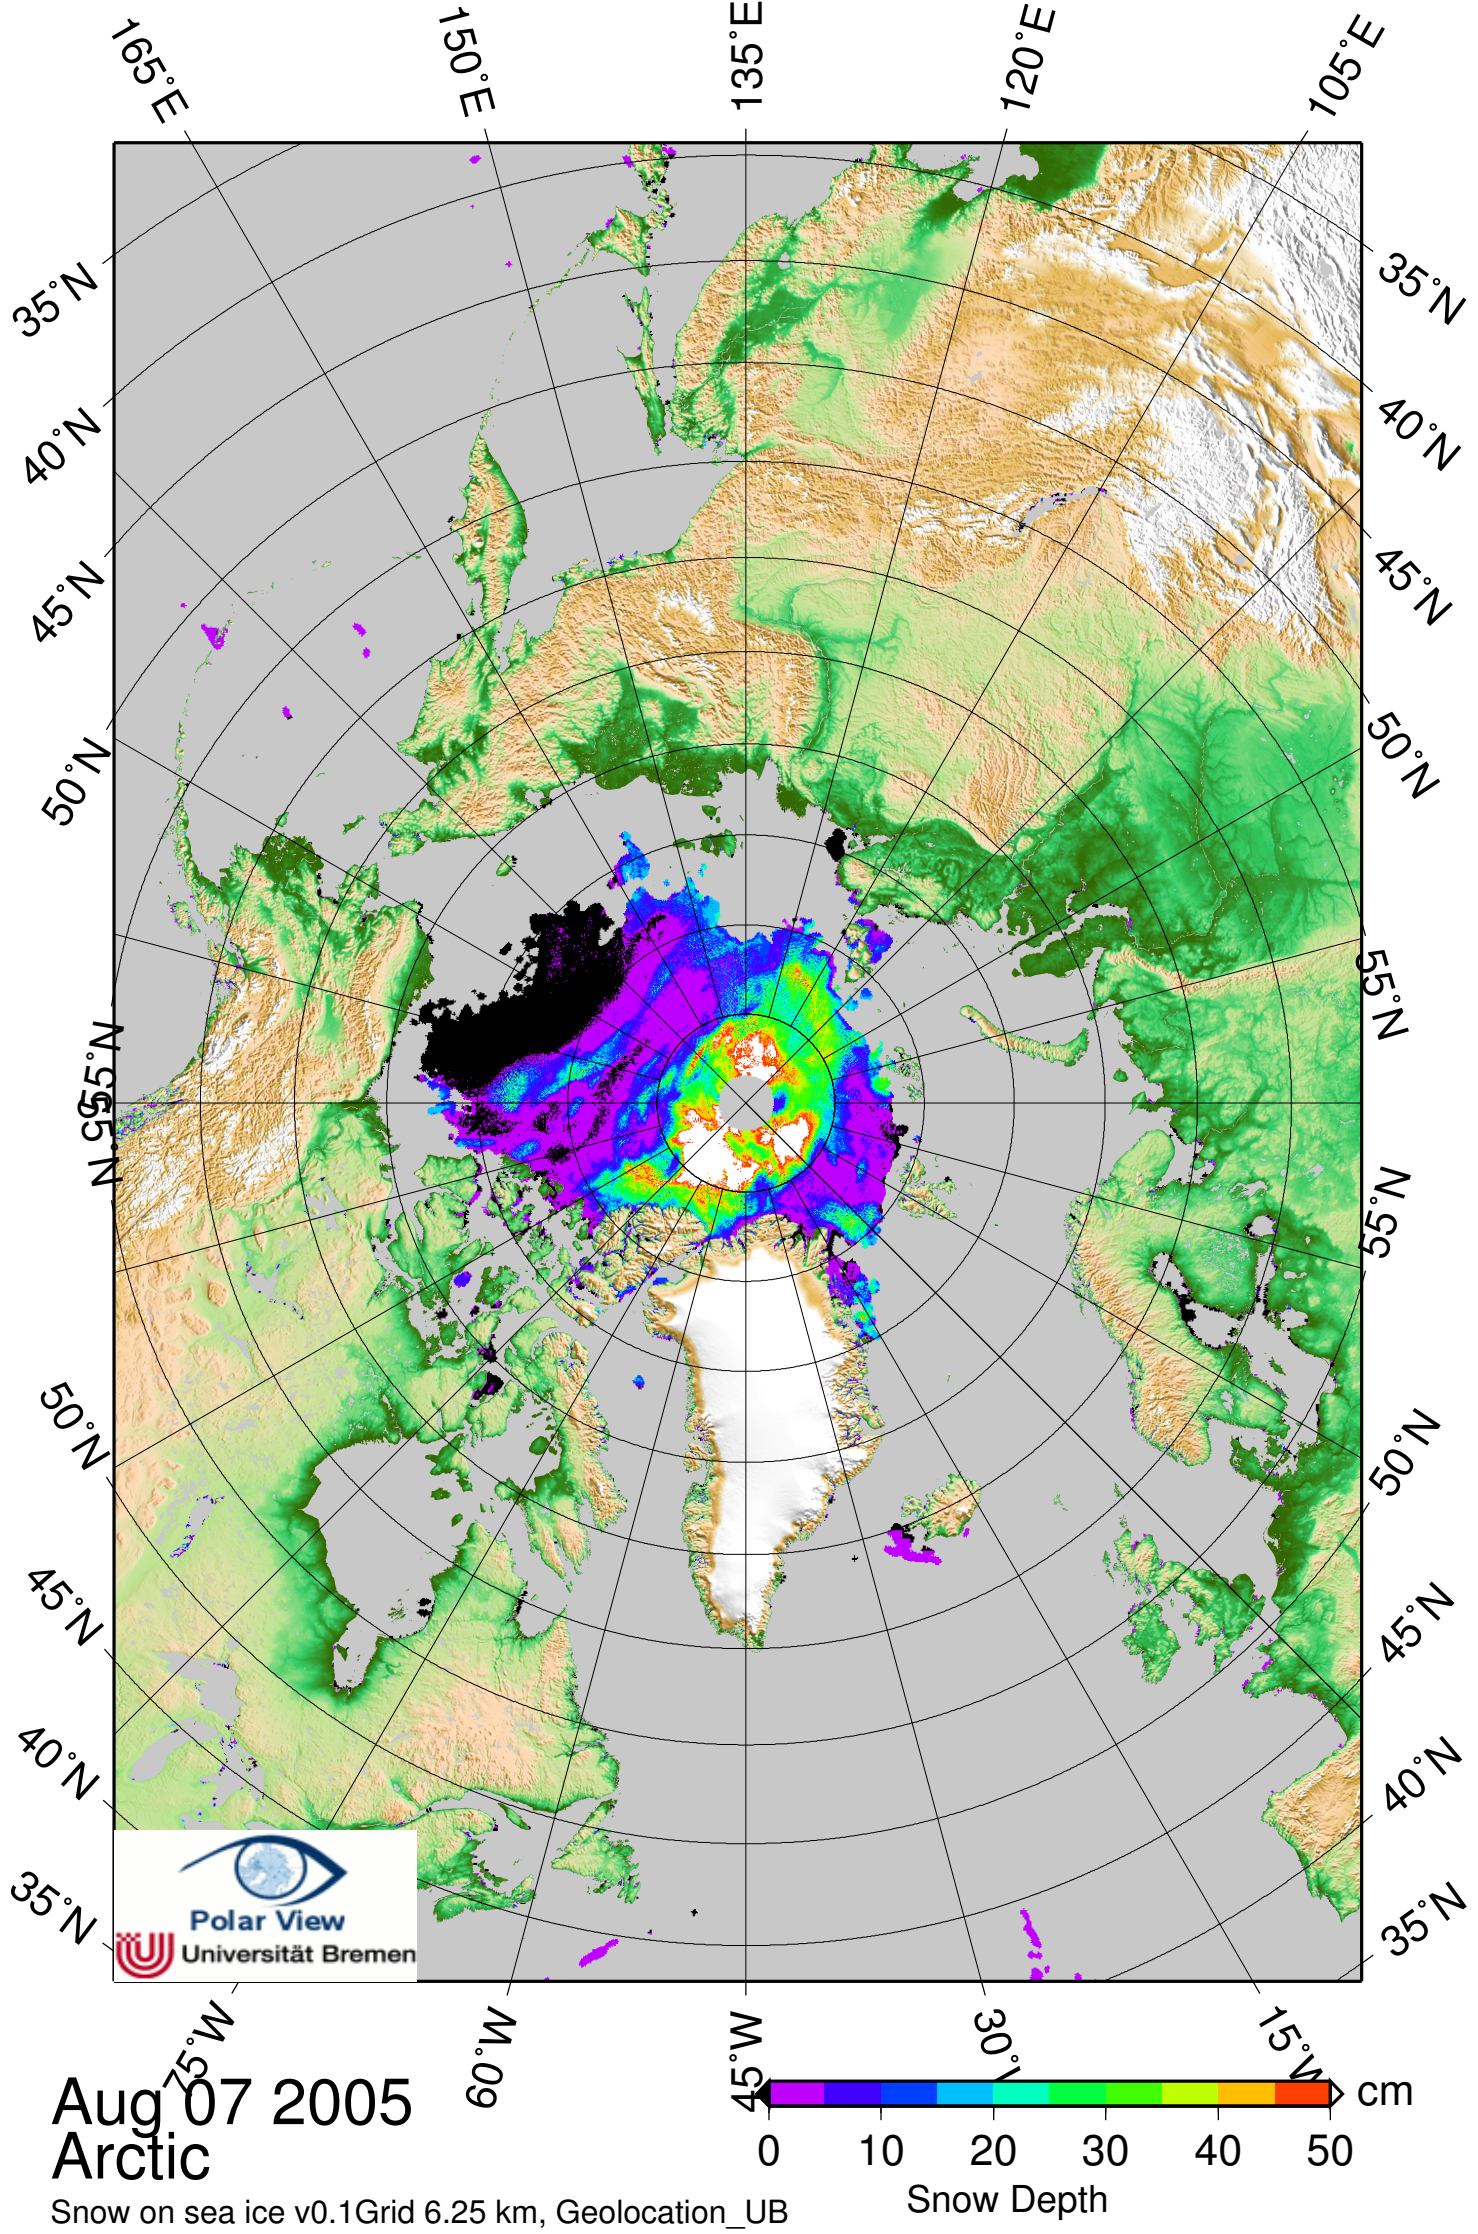 165°E 150°E 135°E 120°E 105°E
35°N 35°N
40°N 40°N
45°N 45°N
50°N 50°N
55°N 55°N
55°N 55°N
50°N 50°N
45°N 45°N
40°N 40°N
35°N 35°N
Polar View
Universität Bremen
75°W 60°W 45°W 30°W 15°W
Aug 07 2005
Arctic
Snow on sea ice v0.1Grid 6.25 km, Geolocation_UB
cm
0 10 20 30 40 50
Snow Depth